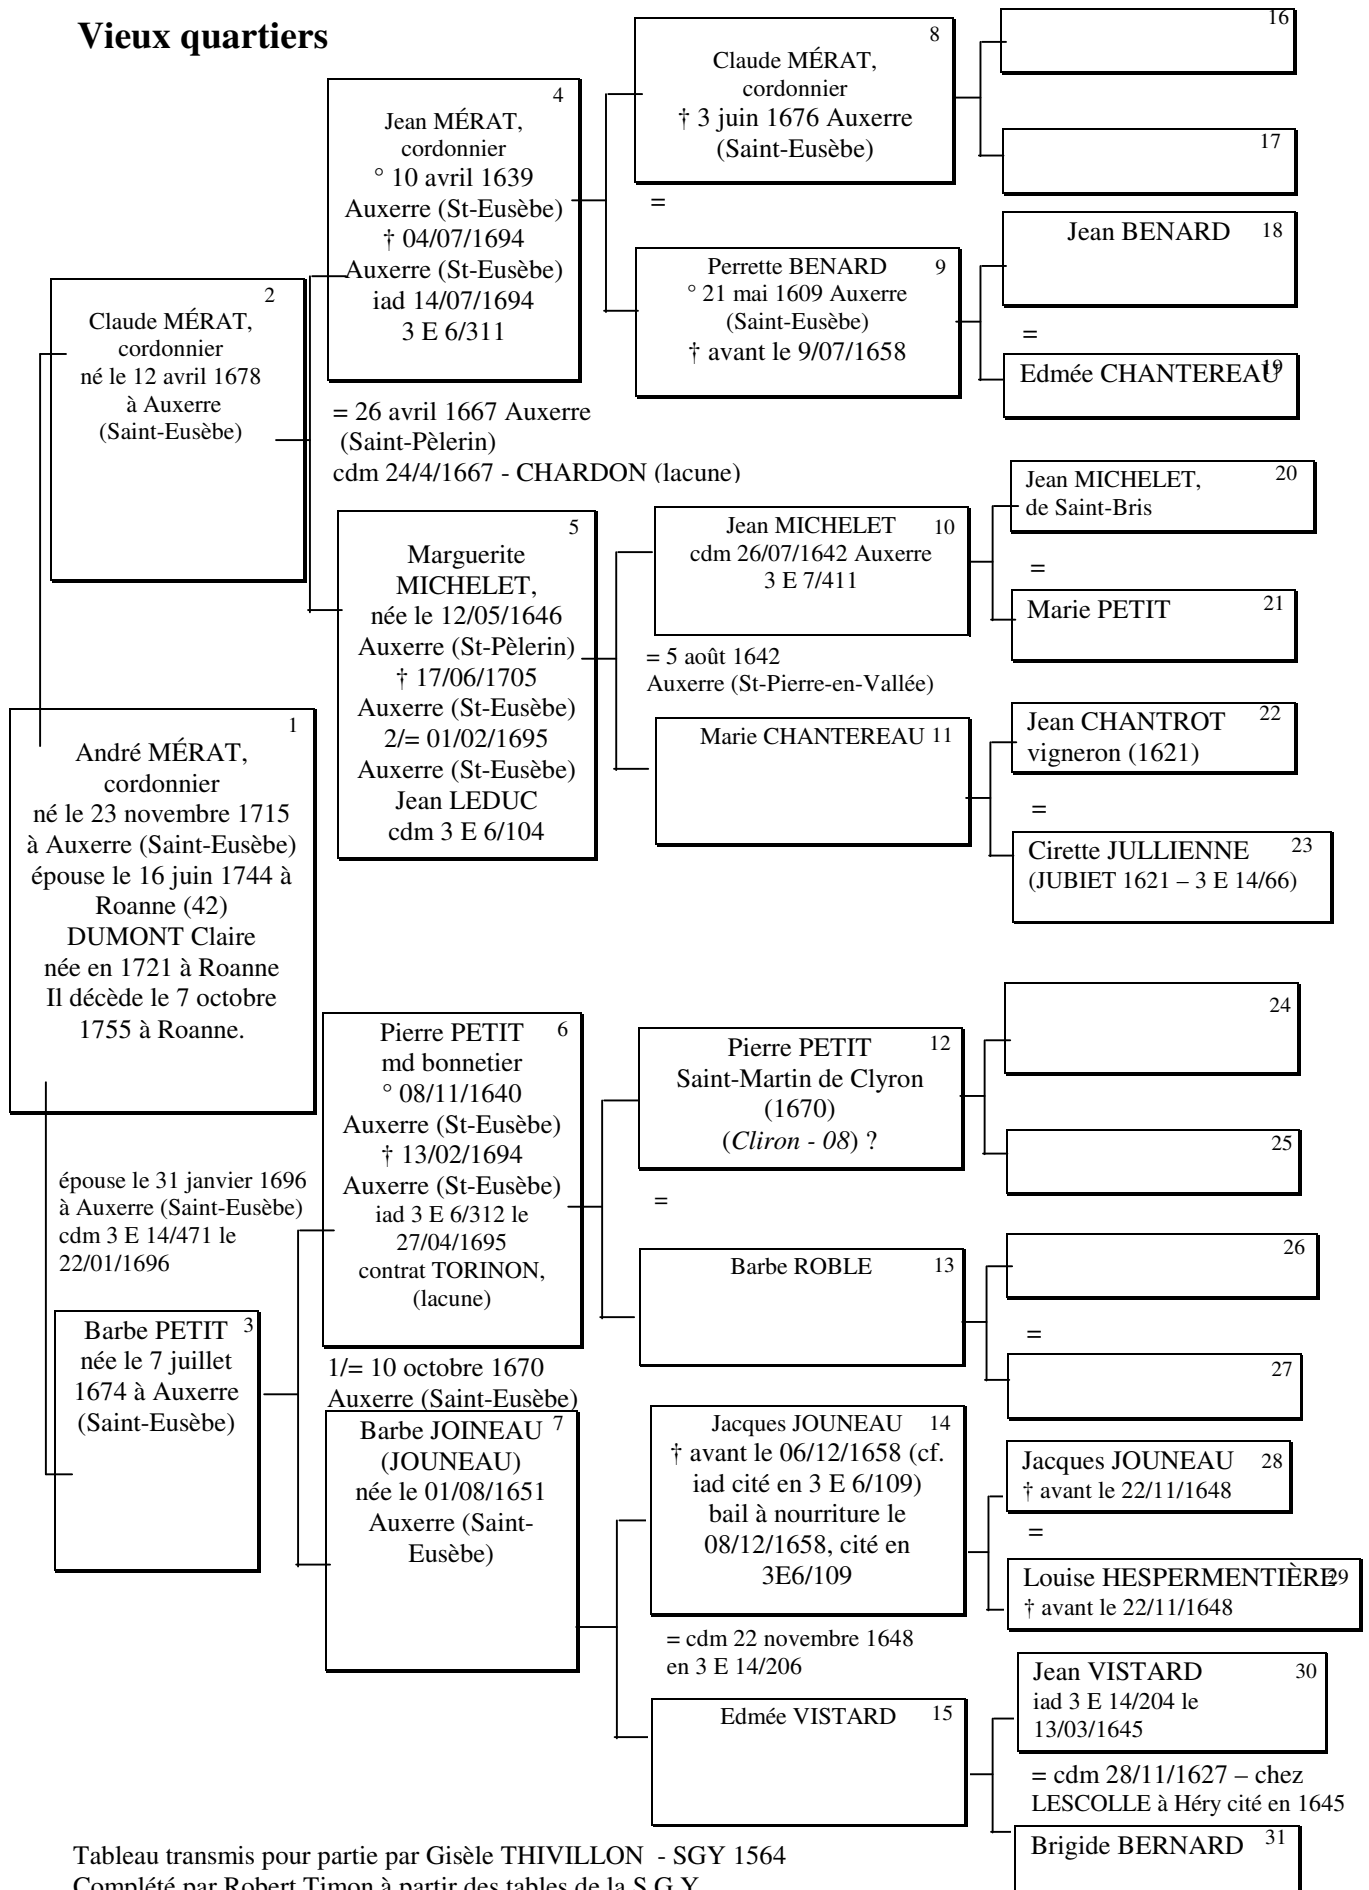 Vieux quartiers
1
André MÉRAT,
cordonnier
né le 23 novembre 1715
à Auxerre (Saint-Eusèbe)
épouse le 16 juin 1744 à
Roanne (42)
DUMONT Claire
née en 1721 à Roanne
Il décède le 7 octobre
1755 à Roanne.
2
Claude MÉRAT,
cordonnier
né le 12 avril 1678
à Auxerre
(Saint-Eusèbe)
épouse le 31 janvier 1696
à Auxerre (Saint-Eusèbe)
cdm 3 E 14/471 le
22/01/1696
Barbe PETIT 3
née le 7 juillet
1674 à Auxerre
(Saint-Eusèbe)
4
Jean MÉRAT,
cordonnier
° 10 avril 1639
Auxerre (St-Eusèbe)
† 04/07/1694
Auxerre (St-Eusèbe)
iad 14/07/1694
3 E 6/311
= 26 avril 1667 Auxerre
(Saint-Pèlerin)
cdm 24/4/1667 - CHARDON (lacune)
5
Marguerite
MICHELET,
née le 12/05/1646
Auxerre (St-Pèlerin)
† 17/06/1705
Auxerre (St-Eusèbe)
2/= 01/02/1695
Auxerre (St-Eusèbe)
Jean LEDUC
cdm 3 E 6/104
Pierre PETIT 6
md bonnetier
° 08/11/1640
Auxerre (St-Eusèbe)
† 13/02/1694
Auxerre (St-Eusèbe)
iad 3 E 6/312 le
27/04/1695
contrat TORINON,
(lacune)
1/= 10 octobre 1670
Auxerre (Saint-Eusèbe)
Barbe JOINEAU 7
(JOUNEAU)
née le 01/08/1651
Auxerre (Saint-
Eusèbe)
8
Claude MÉRAT,
cordonnier
† 3 juin 1676 Auxerre
(Saint-Eusèbe)
=
Perrette BENARD 9
° 21 mai 1609 Auxerre
(Saint-Eusèbe)
† avant le 9/07/1658
Jean MICHELET 10
cdm 26/07/1642 Auxerre
3 E 7/411
= 5 août 1642
Auxerre (St-Pierre-en-Vallée)
Marie CHANTEREAU 11
Pierre PETIT 12
Saint-Martin de Clyron
(1670)
(Cliron - 08) ?
=
Barbe ROBLE 13
Jacques JOUNEAU 14
† avant le 06/12/1658 (cf.
iad cité en 3 E 6/109)
bail à nourriture le
08/12/1658, cité en
3E6/109
= cdm 22 novembre 1648
en 3 E 14/206
Edmée VISTARD 15
16
17
Jean BENARD 18
=
Edmée CHANTEREAU 19
Jean MICHELET, 20
de Saint-Bris
=
Marie PETIT 21
Jean CHANTROT 22
vigneron (1621)
=
Cirette JULLIENNE 23
(JUBIET 1621 – 3 E 14/66)
24
25
26
=
27
Jacques JOUNEAU 28
† avant le 22/11/1648
=
Louise HESPERMENTIÈRE 29
† avant le 22/11/1648
Jean VISTARD 30
iad 3 E 14/204 le
13/03/1645
= cdm 28/11/1627 – chez
LESCOLLE à Héry cité en 1645
Brigide BERNARD 31
Tableau transmis pour partie par Gisèle THIVILLON - SGY 1564
Complété par Robert Timon à partir des tables de la S.G.Y.